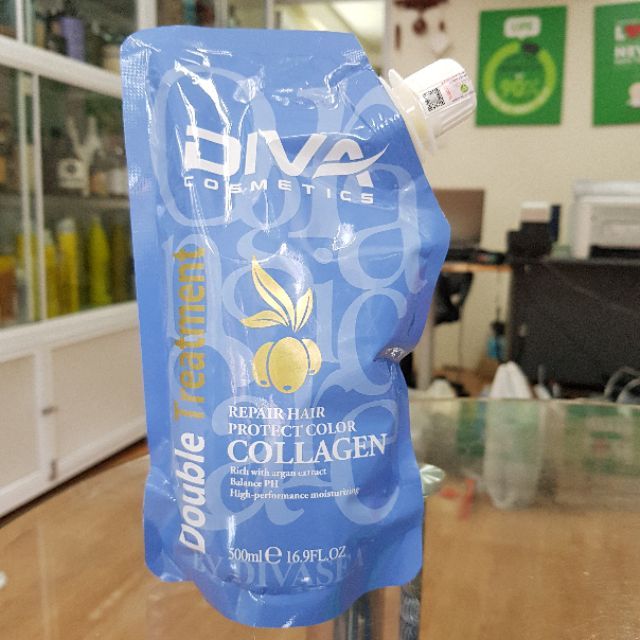 DIVA
COSMETICS
Double Treatment
REPAIR HAIR
PROTECT COLOR
COLLAGEN
Rich with argan extract
Balance PH
High-performance moisturizing
500ml e 16.9FL.OZ